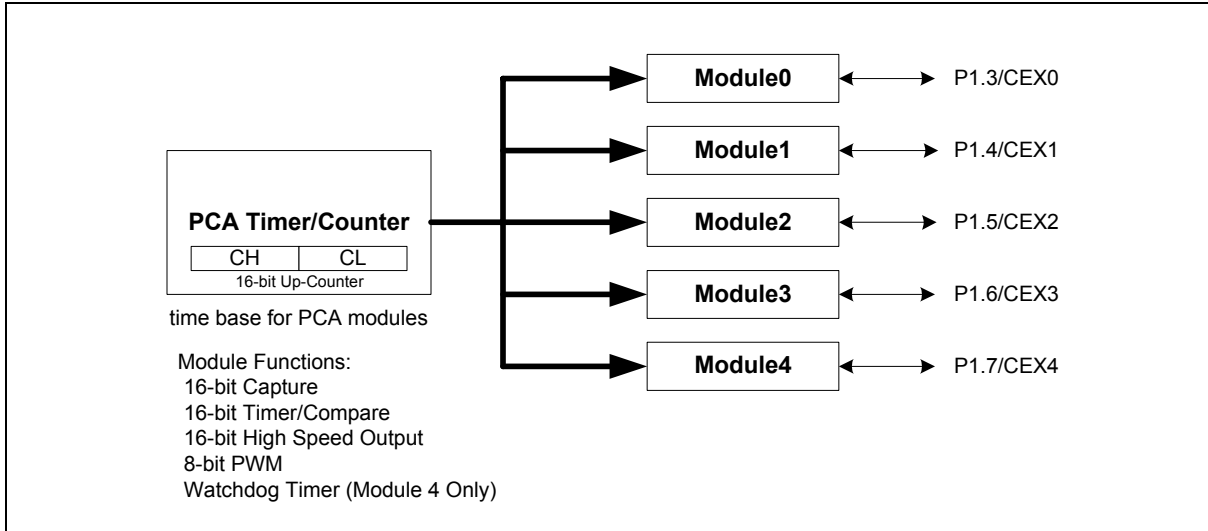 Module0
P1.3/CEX0
Module1
P1.4/CEX1
PCA Timer/Counter
CH
CL
16-bit Up-Counter
Module2
P1.5/CEX2
Module3
P1.6/CEX3
time base for PCA modules
Module4
P1.7/CEX4
Module Functions:
16-bit Capture
16-bit Timer/Compare
16-bit High Speed Output
8-bit PWM
Watchdog Timer (Module 4 Only)